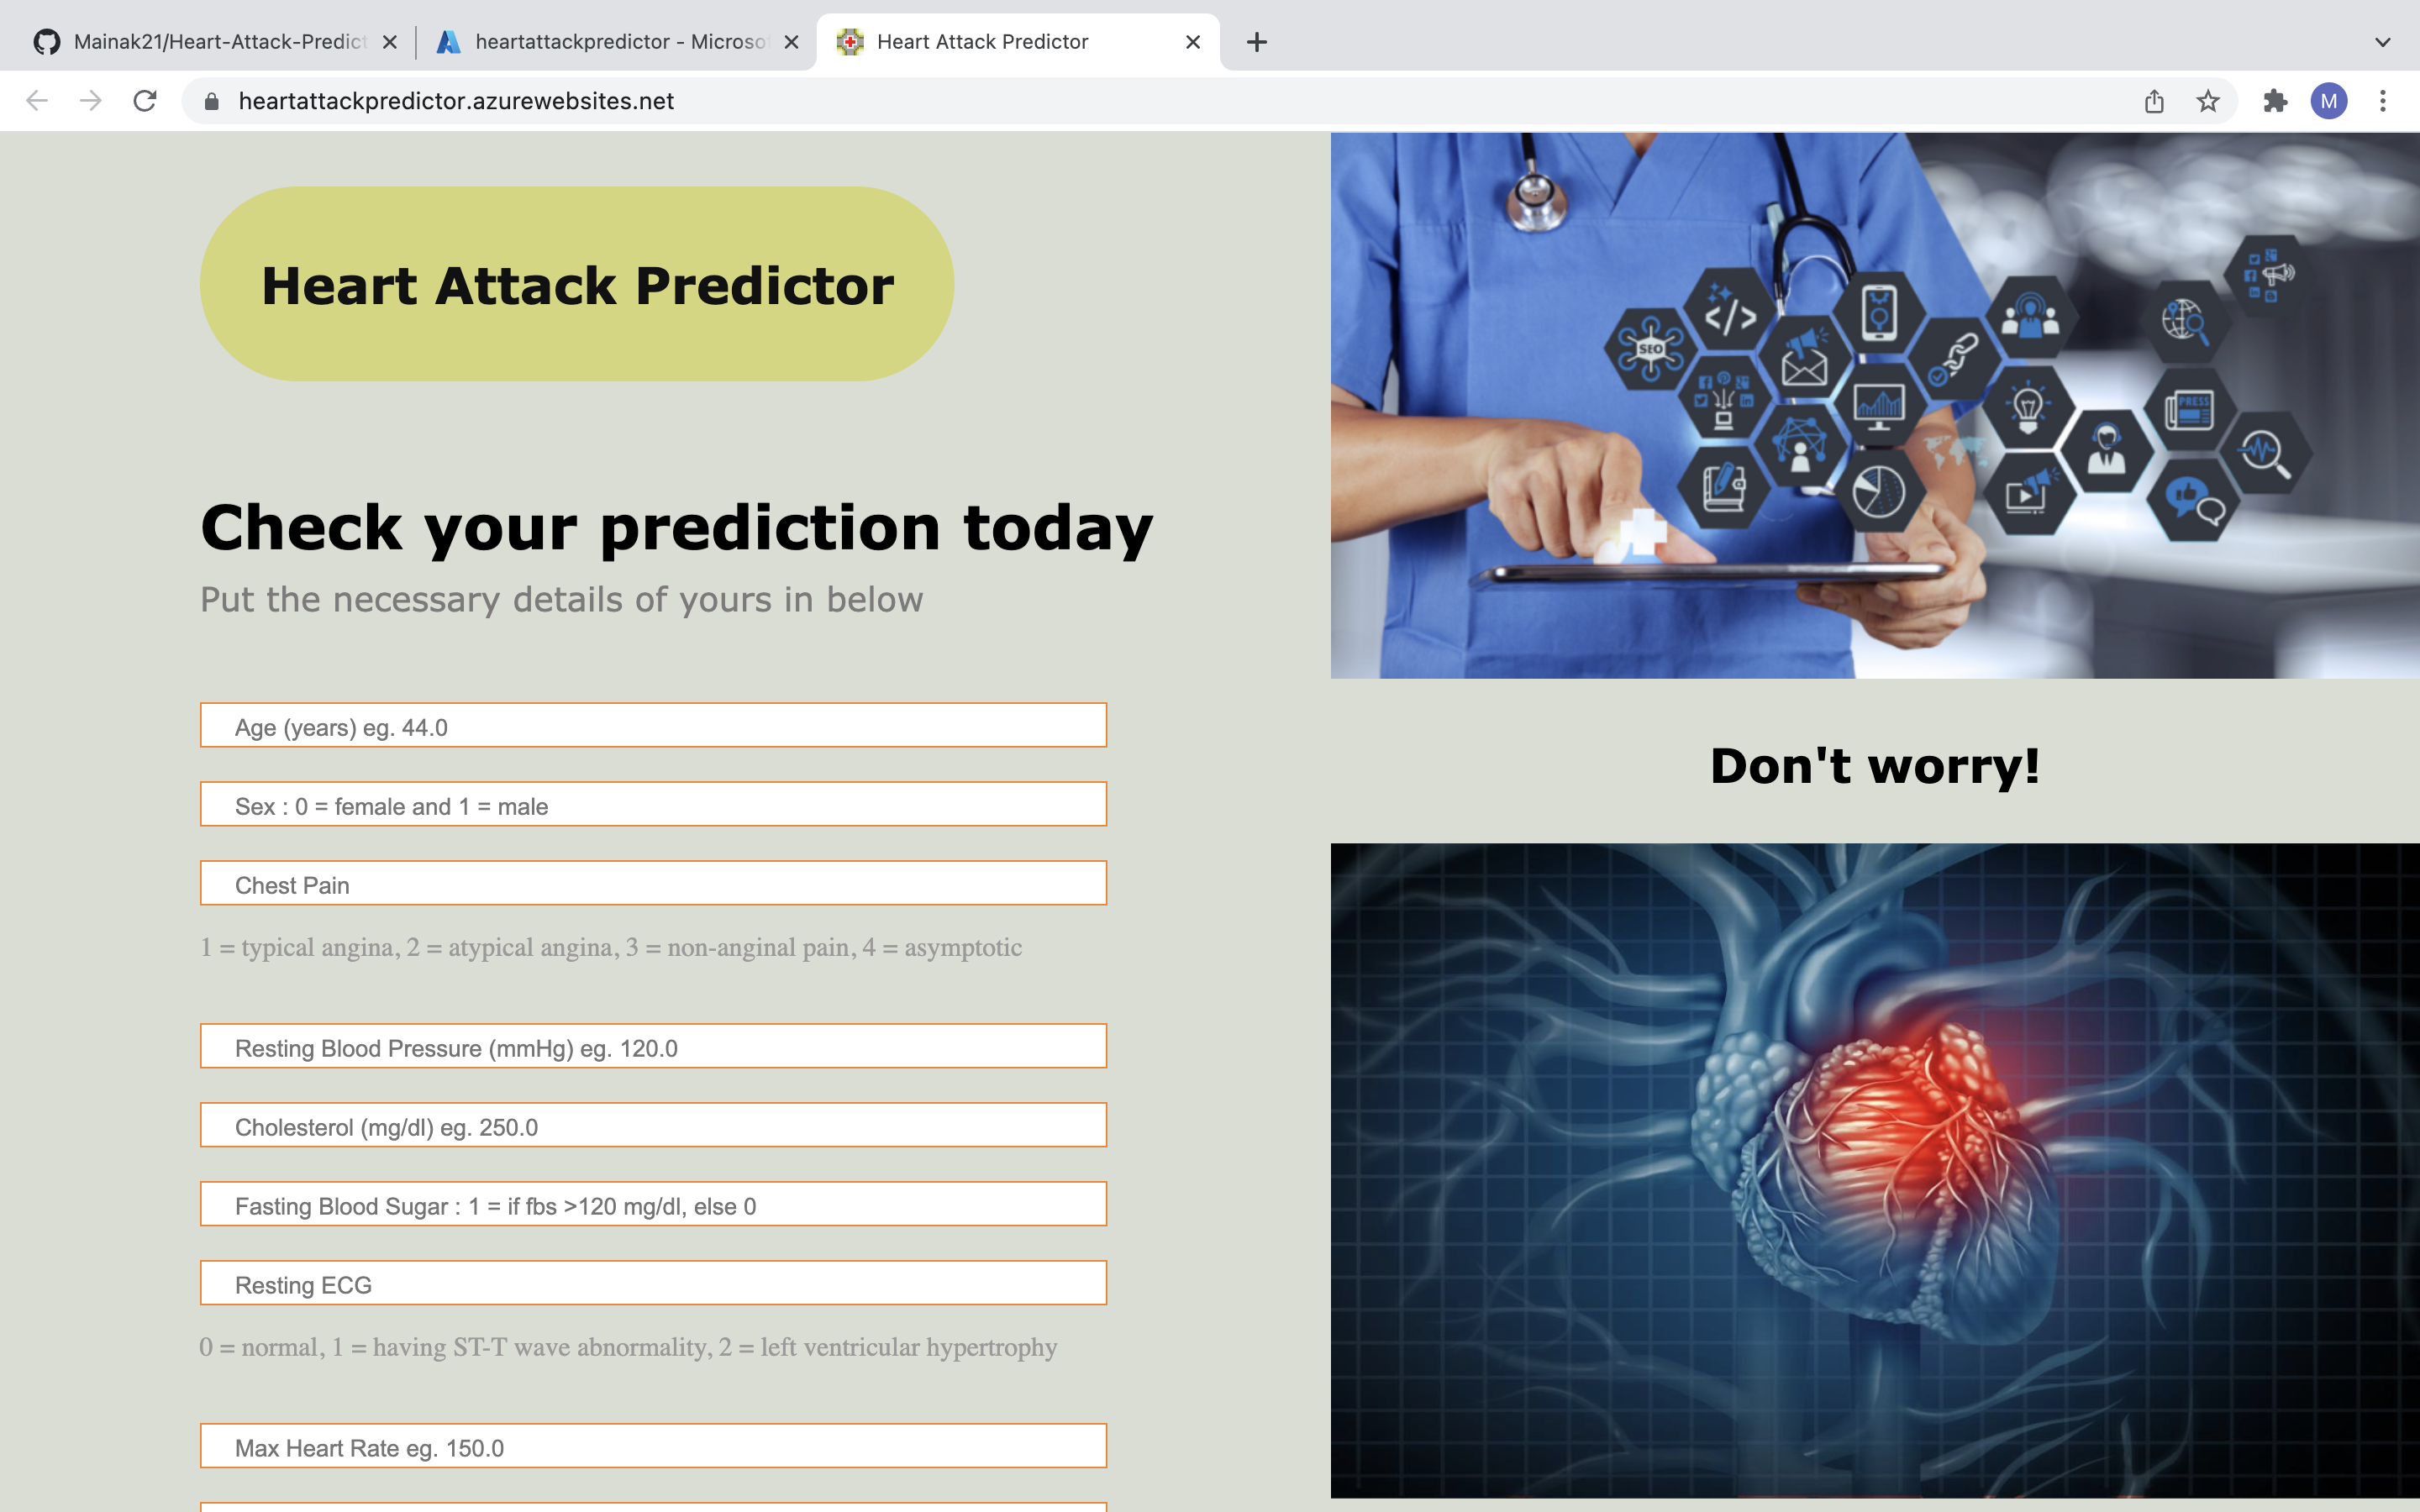 Mainak21/Heart-Attack-Predict
heartattackpredictor - Microso
Heart Attack Predictor
heartattackpredictor.azurewebsites.net
M
Heart Attack Predictor
Check your prediction today
Put the necessary details of yours in below
Age (years) eg. 44.0
Sex : 0 = female and 1 = male
Chest Pain
1 = typical angina, 2 = atypical angina, 3 = non-anginal pain, 4 = asymptotic
Resting Blood Pressure (mmHg) eg. 120.0
Cholesterol (mg/dl) eg. 250.0
Fasting Blood Sugar : 1 = if fbs >120 mg/dl, else 0
Resting ECG
0 = normal, 1 = having ST-T wave abnormality, 2 = left ventricular hypertrophy
Max Heart Rate eg. 150.0
SEO
</>
PRESS
Don't worry!